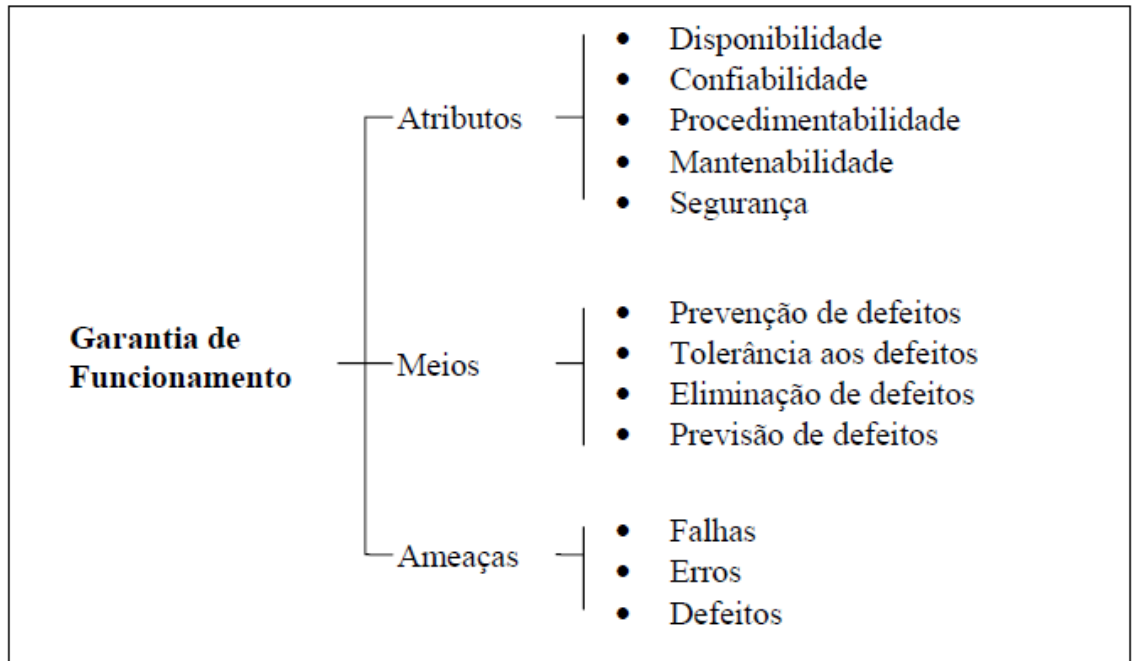 Garantia de
Funcionamento
Atributos
• Disponibilidade
• Confiabilidade
• Procedimentabilidade
• Mantenabilidade
• Segurança
Meios
• Prevenção de defeitos
• Tolerância aos defeitos
• Eliminação de defeitos
• Previsão de defeitos
Ameaças
• Falhas
• Erros
• Defeitos